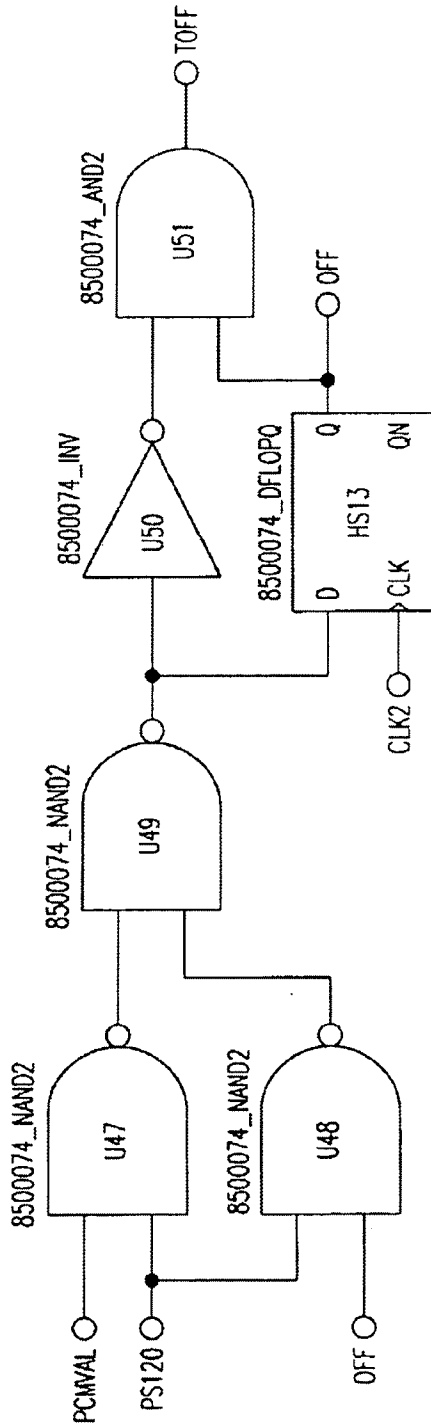 8500074_NAND2
PCMVAL
U47
PS120
8500074_NAND2
U48
OFF
8500074_NAND2
U49
8500074_INV
U50
8500074_AND2
U51
TOFF
8500074_DFLOPQ
D
Q
OFF
HS13
CLK2
CLK
QN